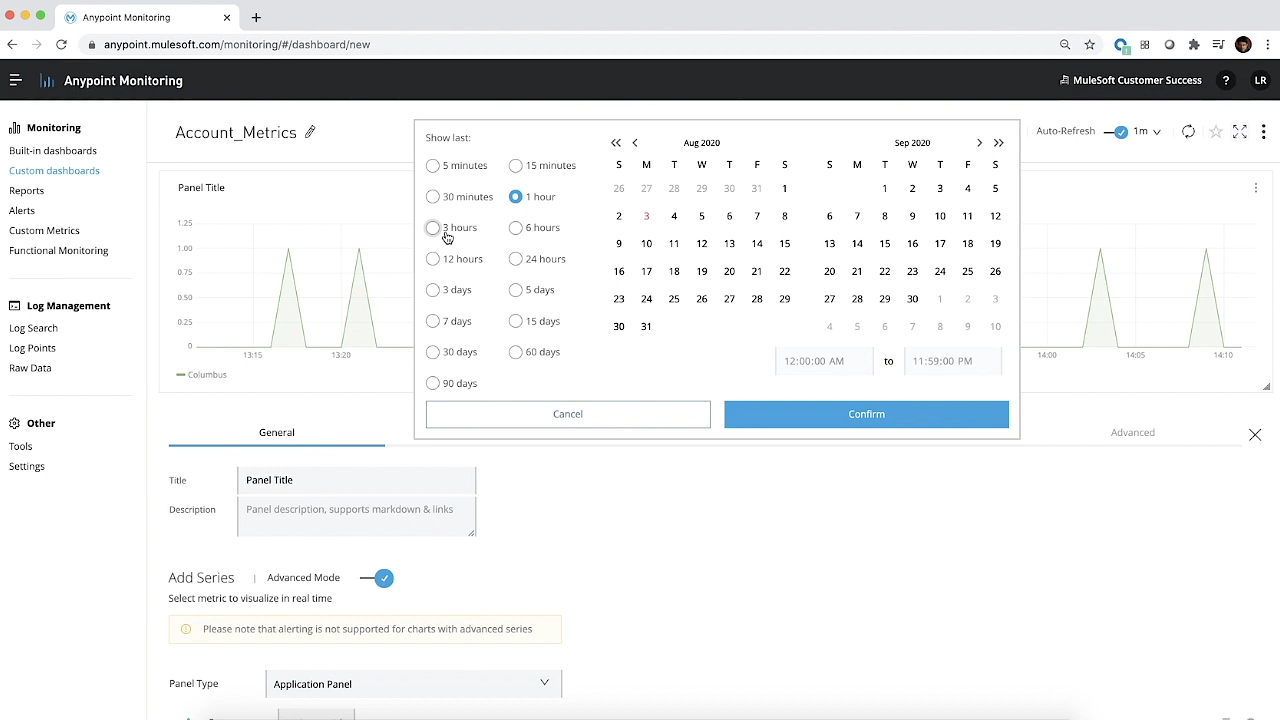 Anypoint Monitoring
anypoint.mulesoft.com/monitoring/#/dashboard/new
Anypoint Monitoring
MuleSoft Customer Success
?
LR
Monitoring
Built-in dashboards
Custom dashboards
Reports
Alerts
Custom Metrics
Functional Monitoring
Log Management
Log Search
Log Points
Raw Data
Other
Tools
Settings
Account_Metrics
Auto-Refresh
1m
Panel Title
1.25
1.00
0.75
0.50
0.25
0
13:15
13:20
14:00
14:05
14:10
Columbus
Show last:
5 minutes
15 minutes
30 minutes
1 hour
3 hours
6 hours
12 hours
24 hours
3 days
5 days
7 days
15 days
30 days
60 days
90 days
Aug 2020
S M T W T F S
26 27 28 29 30 31 1
2 3 4 5 6 7 8
9 10 11 12 13 14 15
16 17 18 19 20 21 22
23 24 25 26 27 28 29
30 31
Sep 2020
S M T W T F S
1 2 3 4 5
6 7 8 9 10 11 12
13 14 15 16 17 18 19
20 21 22 23 24 25 26
27 28 29 30 1 2 3
4 5 6 7 8 9 10
12:00:00 AM to 11:59:00 PM
Cancel
Confirm
General
Advanced
Title
Panel Title
Description
Panel description, supports markdown & links
Add Series | Advanced Mode
Select metric to visualize in real time
Please note that alerting is not supported for charts with advanced series
Panel Type
Application Panel